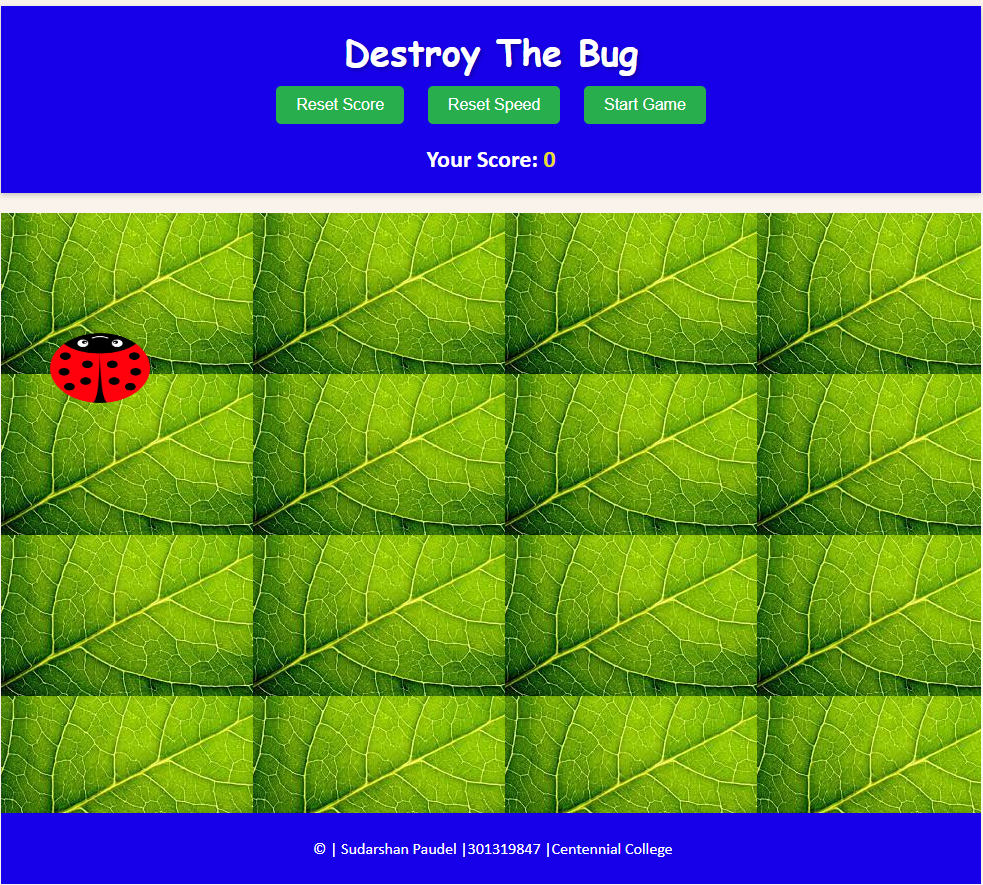 Destroy The Bug
Reset Score Reset Speed Start Game
Your Score: 0
© | Sudarshan Paudel |301319847 |Centennial College